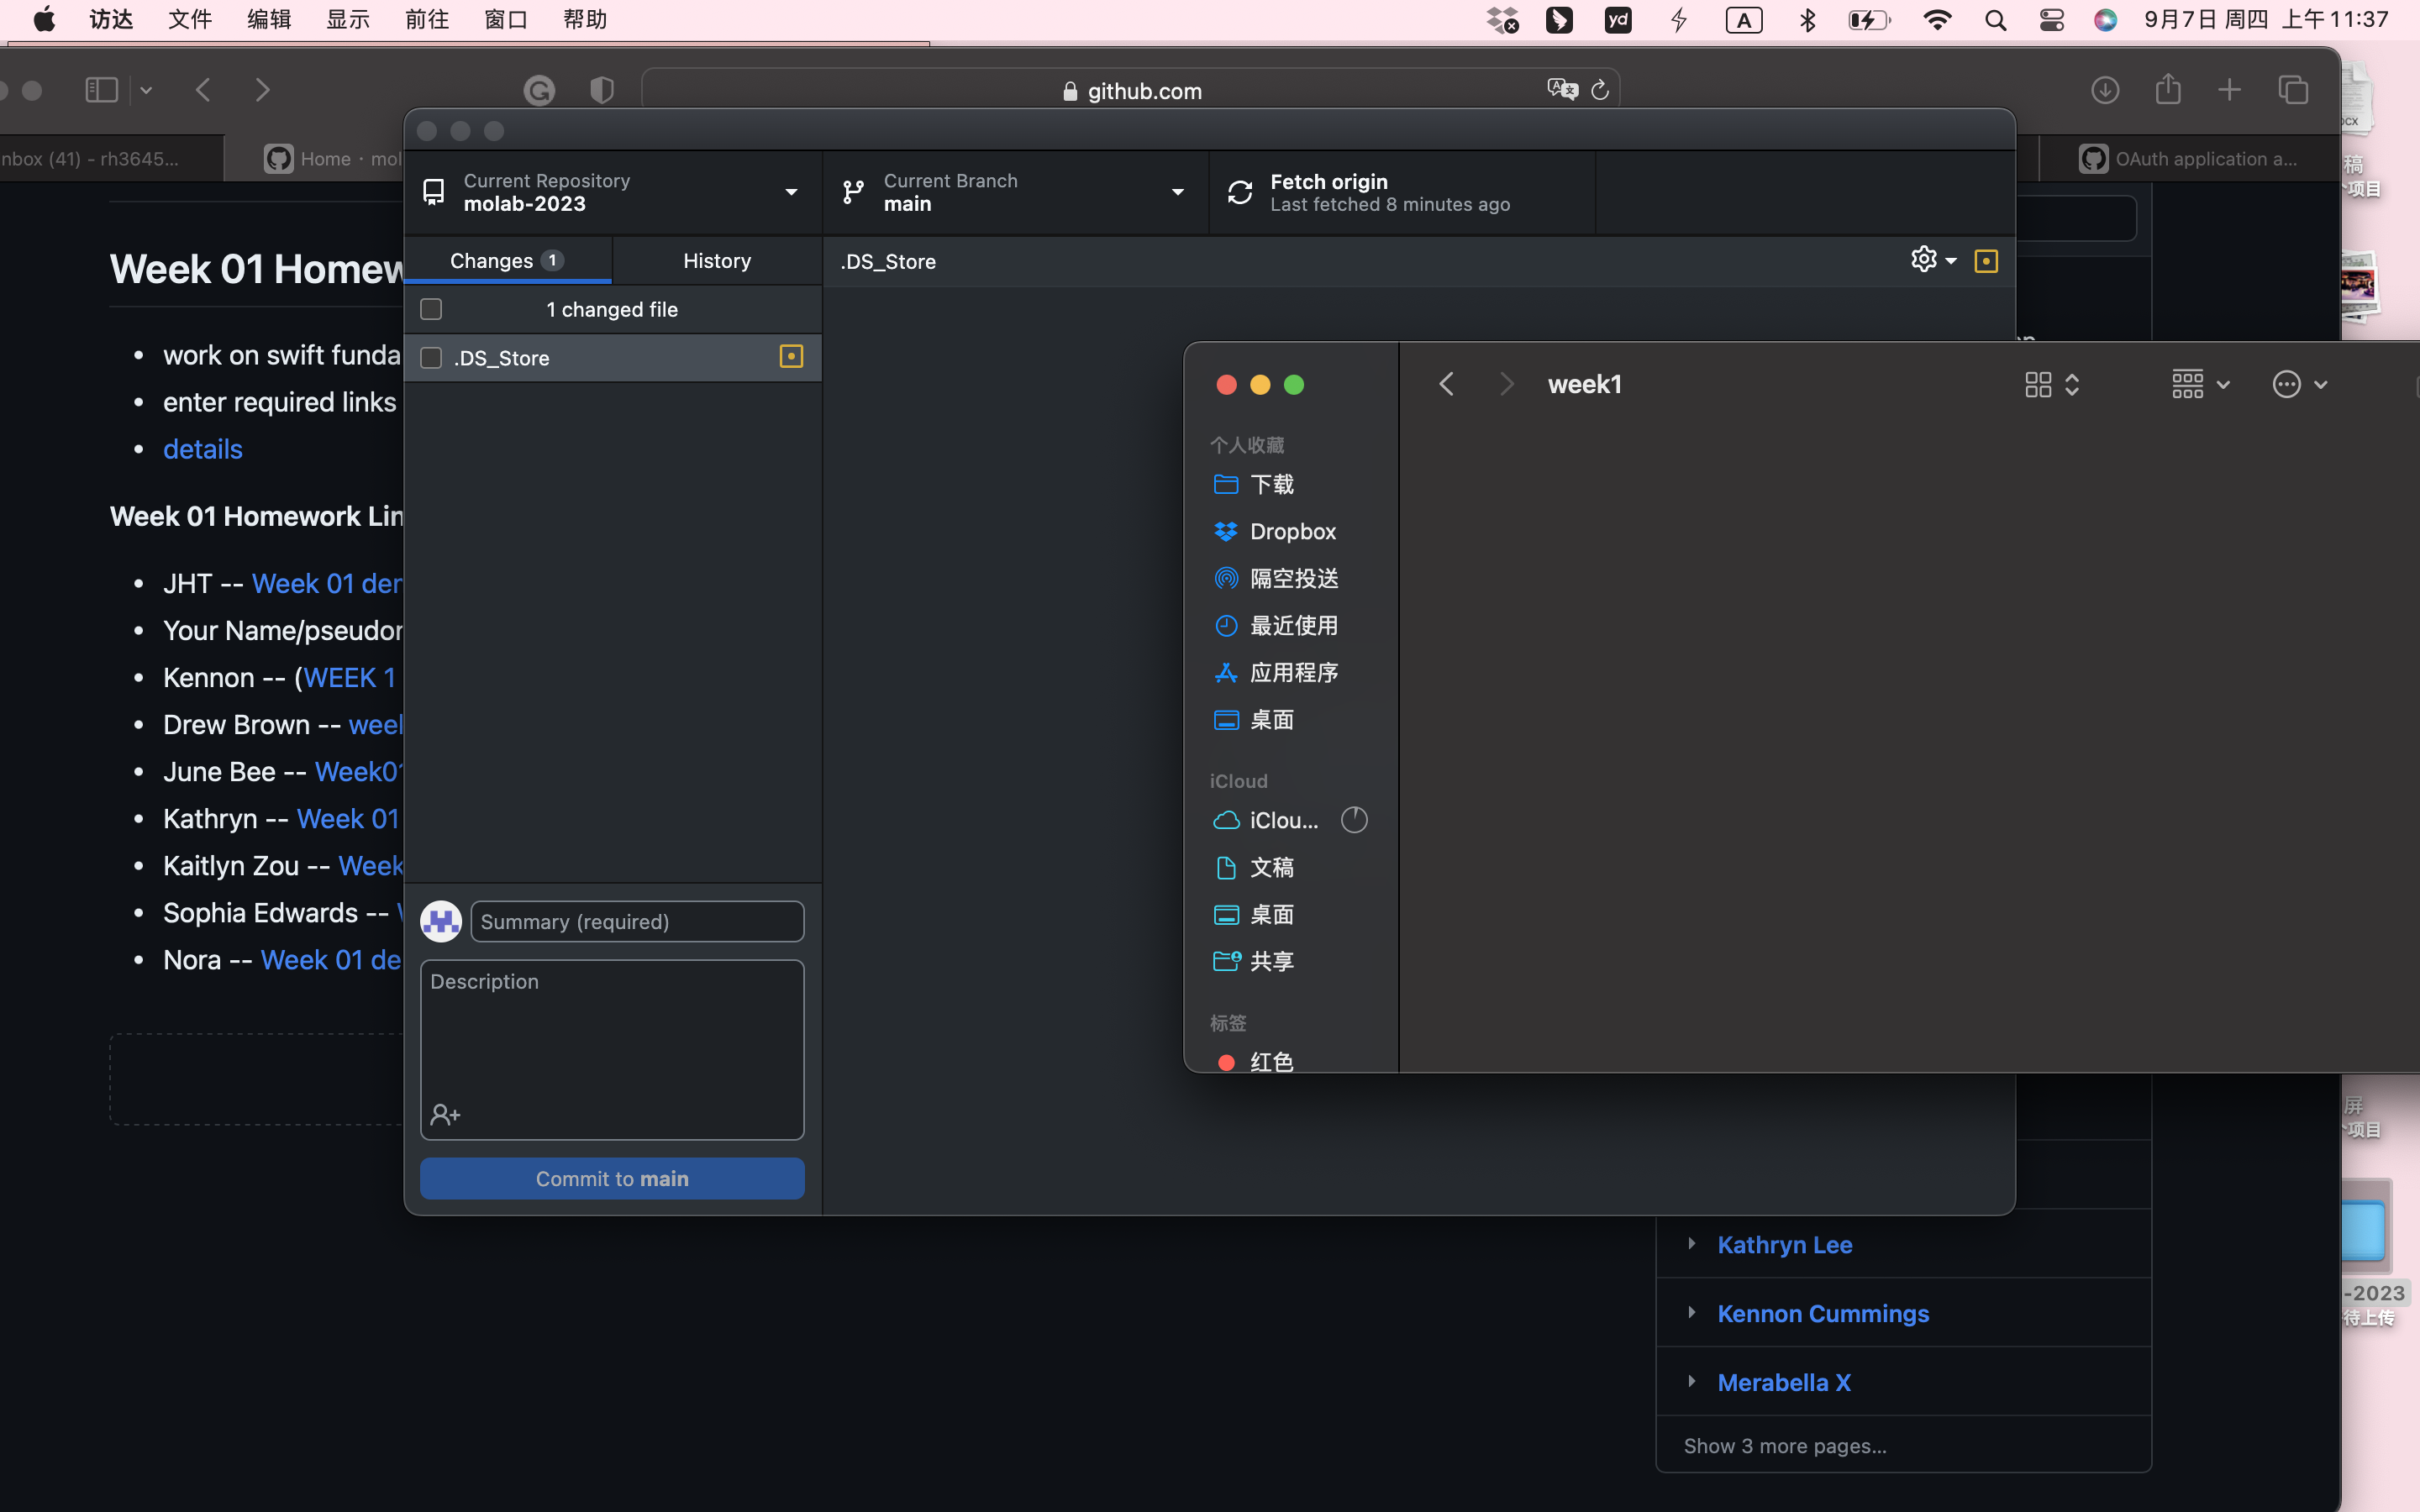 访达 文件 编辑 显示 前往 窗口 帮助
yd A 9月7日 周四 上午 11:37
github.com
nbox (41) - rh3645...
Home · mol
OAuth application a...
Current Repository
molab-2023
Current Branch
main
Fetch origin
Last fetched 8 minutes ago
Changes 1
History
.DS_Store
1 changed file
.DS_Store
Summary (required)
Description
Commit to main
Week 01 Homew
work on swift funda
enter required links
details
Week 01 Homework Lin
JHT -- Week 01 der
Your Name/pseudor
Kennon -- (WEEK 1
Drew Brown -- weel
June Bee -- Week01
Kathryn -- Week 01
Kaitlyn Zou -- Week
Sophia Edwards --
Nora -- Week 01 de
week1
个人收藏
下载
Dropbox
隔空投送
最近使用
应用程序
桌面
iCloud
iClou...
文稿
桌面
共享
标签
红色
Kathryn Lee
Kennon Cummings
Merabella X
Show 3 more pages...
稿
项目
屏
项目
-2023
待上传